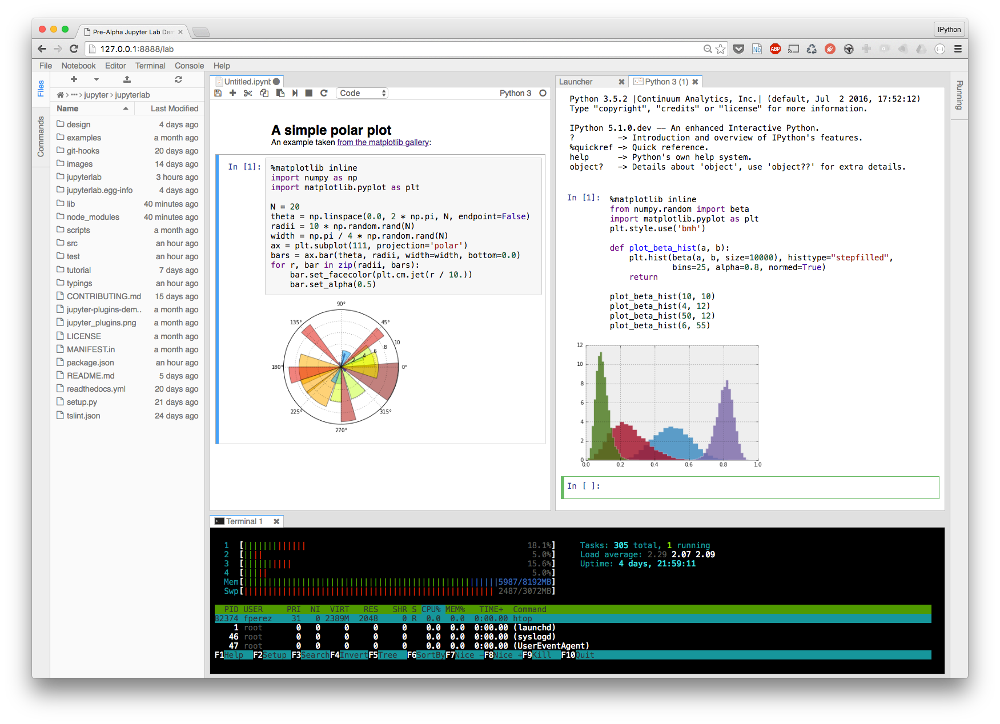 Pre-Alpha Jupyter Lab Dem
IPython
127.0.0.1:8888/lab
ABP
File Notebook Editor Terminal Console Help
Files
Commands
jupyter > jupyterlab
Name Last Modified
design 4 days ago
examples a month ago
git-hooks 20 days ago
images 14 days ago
jupyterlab 3 hours ago
jupyterlab.egg-info 4 days ago
lib 40 minutes ago
node_modules 40 minutes ago
scripts a month ago
src an hour ago
test an hour ago
tutorial 7 days ago
typings an hour ago
CONTRIBUTING.md 15 days ago
jupyter-plugins-dem.. a month ago
jupyter_plugins.png a month ago
LICENSE a month ago
MANIFEST.in a month ago
package.json an hour ago
README.md 5 days ago
readthedocs.yml 20 days ago
setup.py 21 days ago
tslint.json 24 days ago
Untitled.ipynb
Code
Python 3
A simple polar plot
An example taken from the matplotlib gallery:
In [1]:
%matplotlib inline
import numpy as np
import matplotlib.pyplot as plt
N = 20
theta = np.linspace(0.0, 2 * np.pi, N, endpoint=False)
radii = 10 * np.random.rand(N)
width = np.pi / 4 * np.random.rand(N)
ax = plt.subplot(111, projection='polar')
bars = ax.bar(theta, radii, width=width, bottom=0.0)
for r, bar in zip(radii, bars):
    bar.set_facecolor(plt.cm.jet(r / 10.))
    bar.set_alpha(0.5)
90°
135° 45°
10
8
6
4
2
180° 0°
225° 315°
270°
Launcher
Python 3 (1)
Running
Python 3.5.2 |Continuum Analytics, Inc.| (default, Jul  2 2016, 17:52:12)
Type "copyright", "credits" or "license" for more information.
IPython 5.1.0.dev -- An enhanced Interactive Python.
?         -> Introduction and overview of IPython's features.
%quickref -> Quick reference.
help      -> Python's own help system.
object?   -> Details about 'object', use 'object??' for extra details.
In [1]:
%matplotlib inline
from numpy.random import beta
import matplotlib.pyplot as plt
plt.style.use('bmh')
def plot_beta_hist(a, b):
    plt.hist(beta(a, b, size=10000), histtype="stepfilled",
             bins=25, alpha=0.8, normed=True)
    return
plot_beta_hist(10, 10)
plot_beta_hist(4, 12)
plot_beta_hist(50, 12)
plot_beta_hist(6, 55)
12
10
8
6
4
2
0
0.0 0.2 0.4 0.6 0.8 1.0
In [ ]:
Terminal 1
1 [ 18.1%]
2 [ 5.0%]
3 [ 15.6%]
4 [ 5.0%]
Mem[ 5987/8192MB]
Swp[ 2487/3072MB]
Tasks: 305 total, 1 running
Load average: 2.29 2.07 2.09
Uptime: 4 days, 21:59:11
PID USER PRI NI VIRT RES SHR S CPU% MEM% TIME+ Command
82374 fperez 31 0 2389M 2048 0 R 0.0 0.0 0:00.00 htop
1 root 0 0 0 0 0 0.0 0.0 0:00.00 (launchd)
46 root 0 0 0 0 0 0.0 0.0 0:00.00 (syslogd)
47 root 0 0 0 0 0 0.0 0.0 0:00.00 (UserEventAgent)
F1Help F2Setup F3SearchF4InvertF5Tree F6SortByF7Nice -F8Nice +F9Kill F10Quit